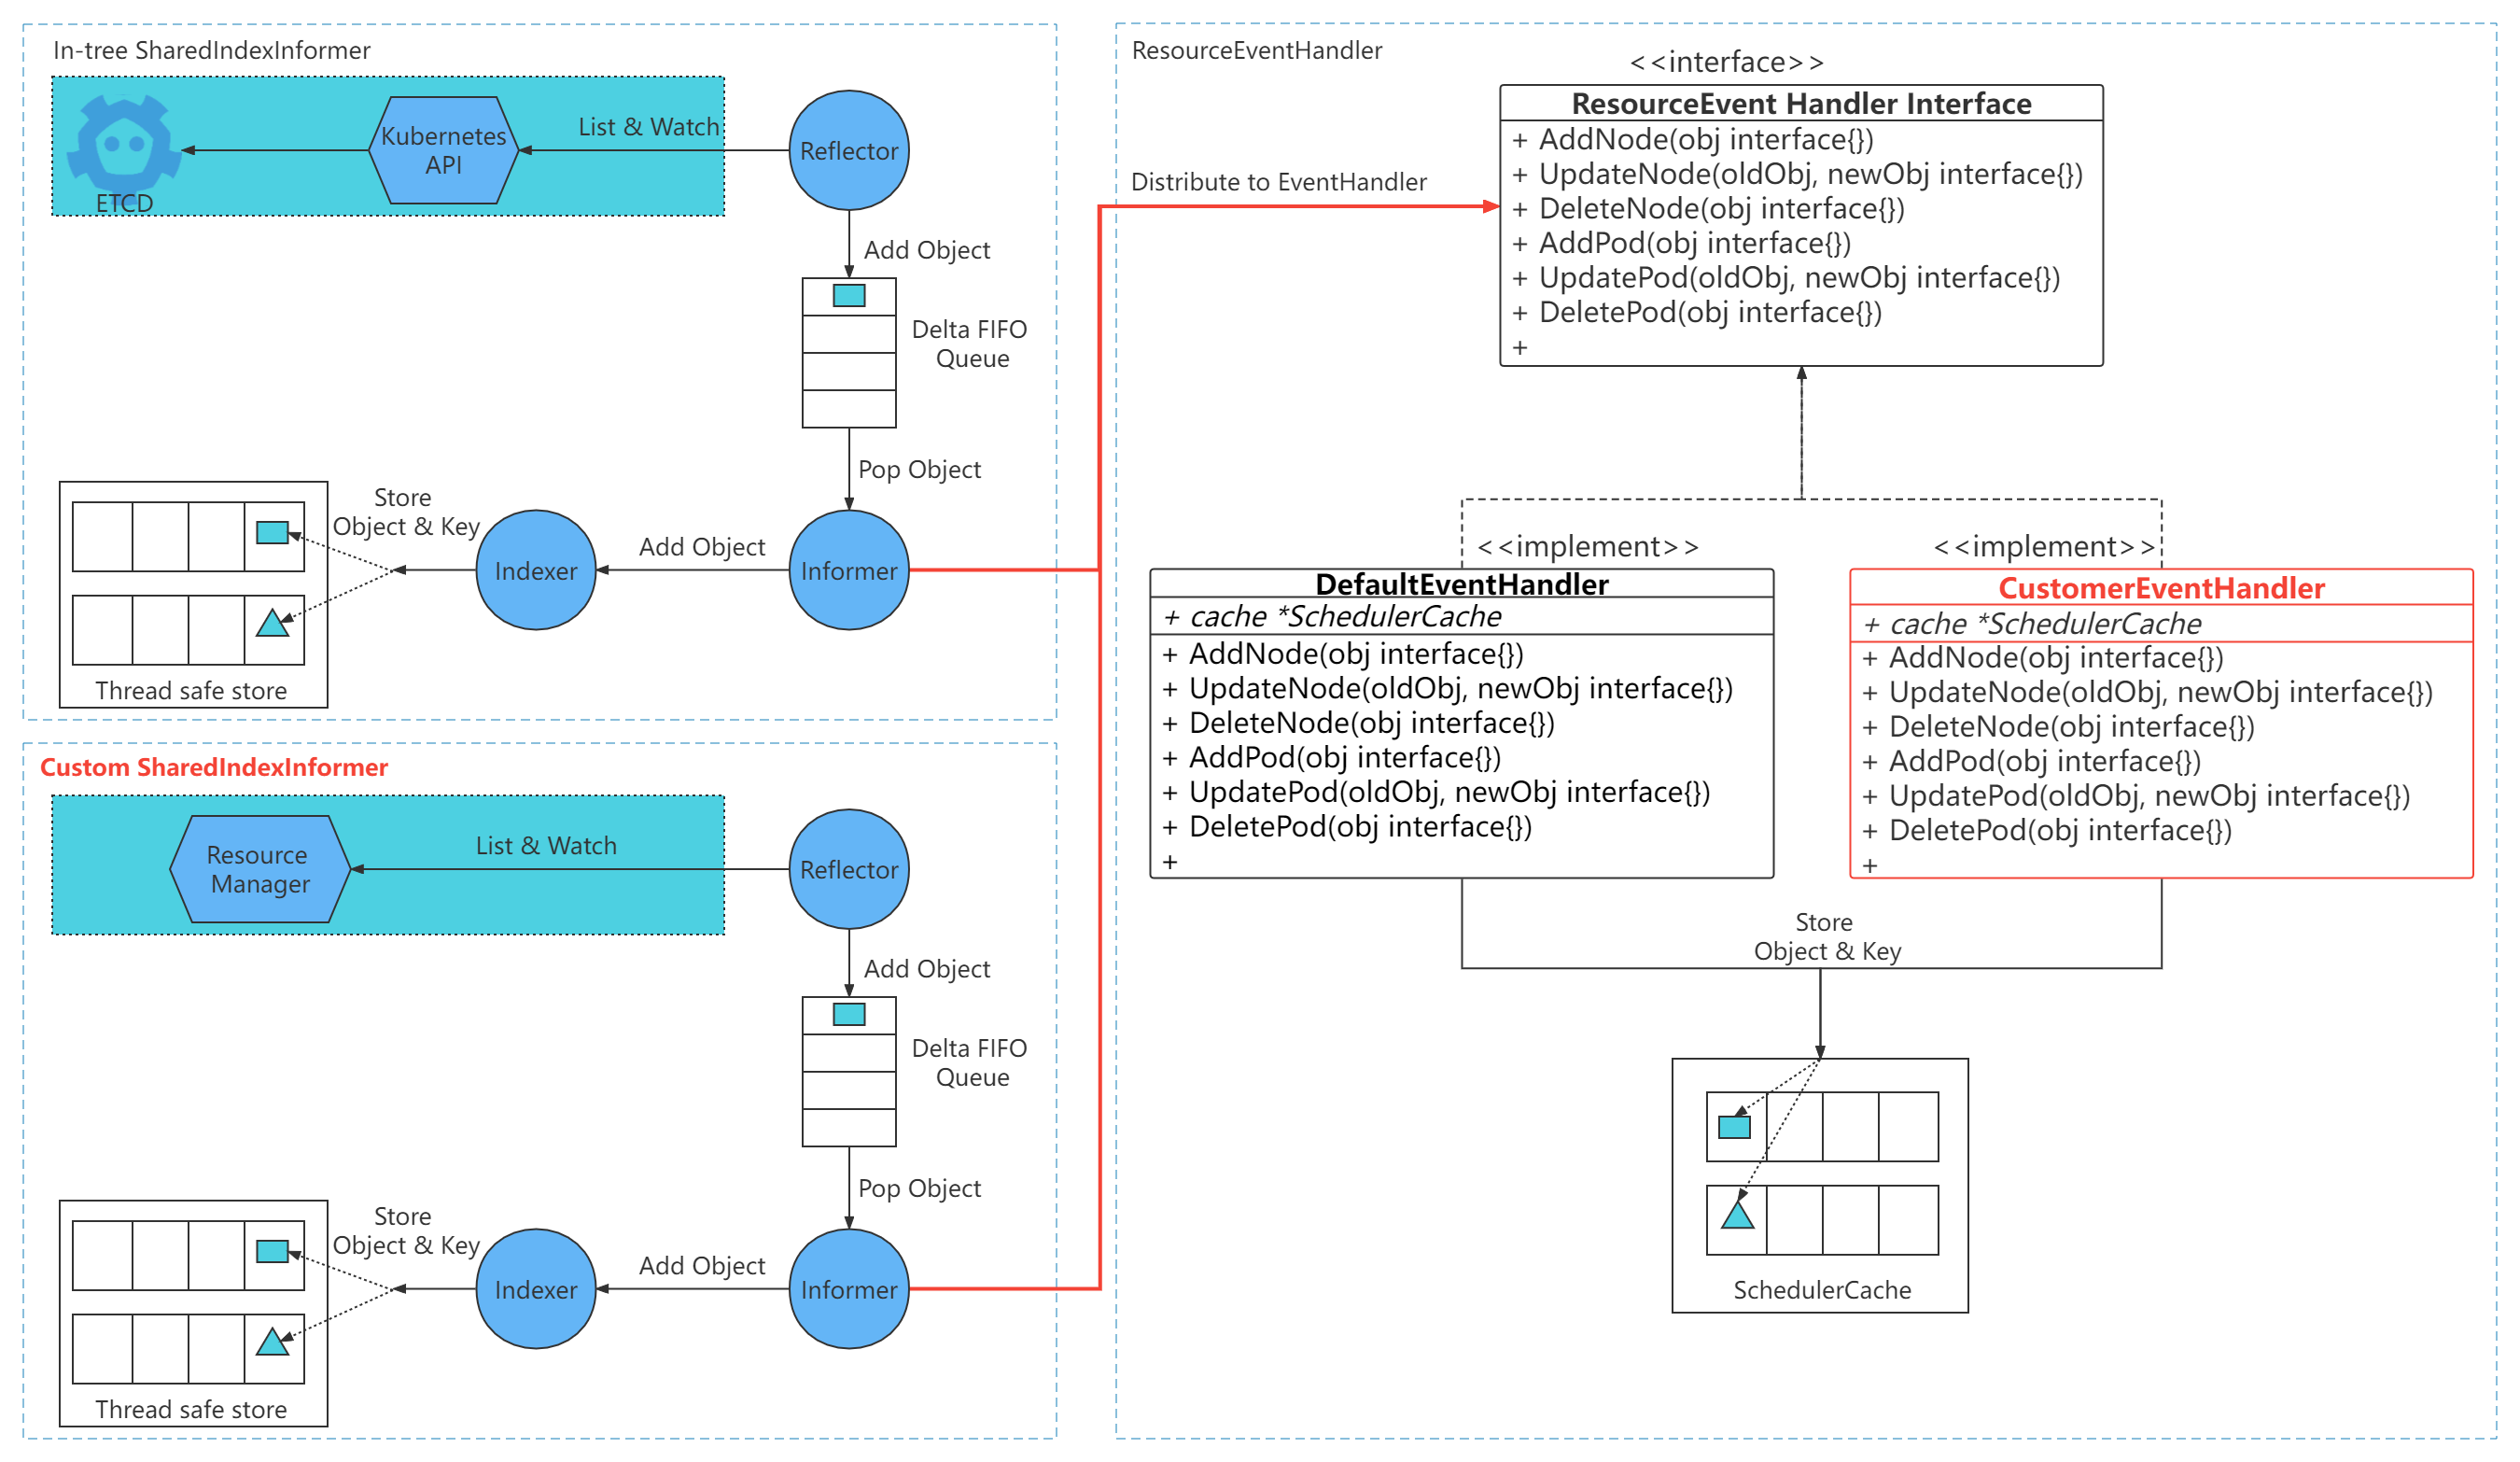 In-tree SharedIndexInformer
ETCD
Kubernetes
API
List & Watch
Reflector
Add Object
Delta FIFO
Queue
Pop Object
Store
Object & Key
Indexer
Add Object
Informer
Thread safe store
Custom SharedIndexInformer
Resource
Manager
List & Watch
Reflector
Add Object
Delta FIFO
Queue
Pop Object
Store
Object & Key
Indexer
Add Object
Informer
Thread safe store
ResourceEventHandler
Distribute to EventHandler
<<interface>>
ResourceEvent Handler Interface
+ AddNode(obj interface{})
+ UpdateNode(oldObj, newObj interface{})
+ DeleteNode(obj interface{})
+ AddPod(obj interface{})
+ UpdatePod(oldObj, newObj interface{})
+ DeletePod(obj interface{})
+
<<implement>>
DefaultEventHandler
+ cache *SchedulerCache
+ AddNode(obj interface{})
+ UpdateNode(oldObj, newObj interface{})
+ DeleteNode(obj interface{})
+ AddPod(obj interface{})
+ UpdatePod(oldObj, newObj interface{})
+ DeletePod(obj interface{})
+
<<implement>>
CustomerEventHandler
+ cache *SchedulerCache
+ AddNode(obj interface{})
+ UpdateNode(oldObj, newObj interface{})
+ DeleteNode(obj interface{})
+ AddPod(obj interface{})
+ UpdatePod(oldObj, newObj interface{})
+ DeletePod(obj interface{})
+
Store
Object & Key
SchedulerCache